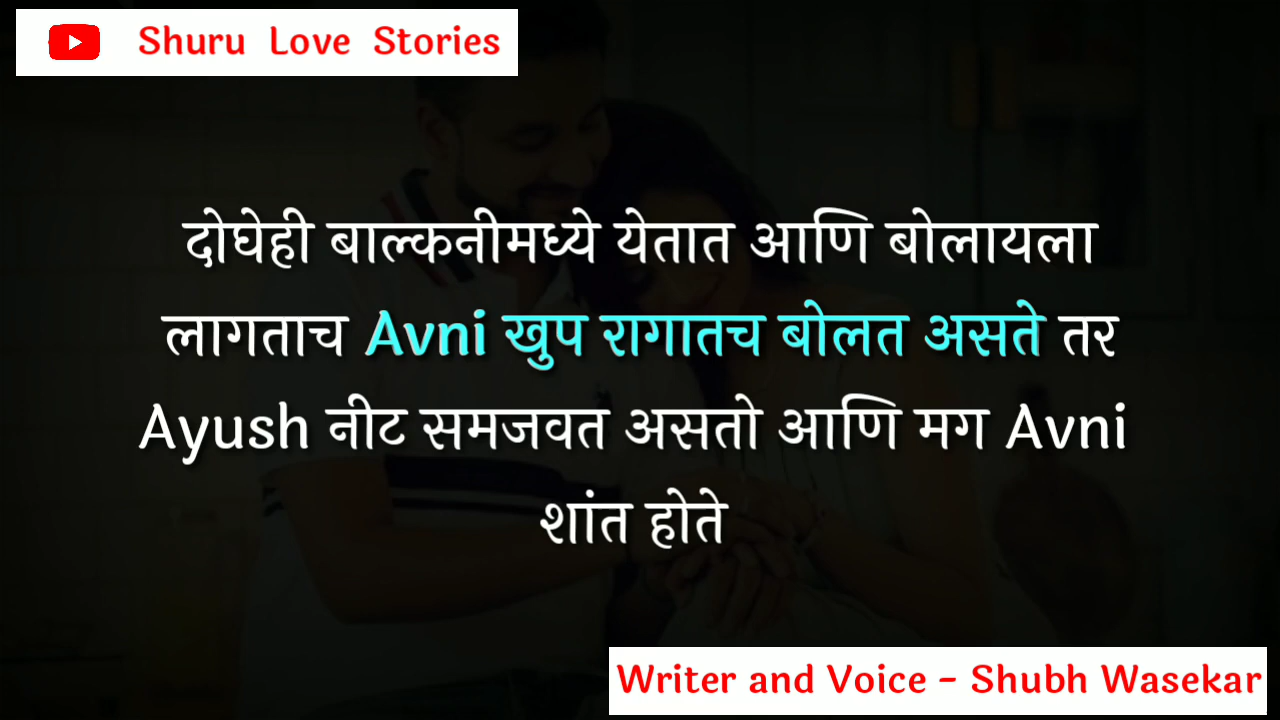 Shuru Love Stories
दोघेही बाल्कनीमध्ये येतात आणि बोलायला
लागताच Avni खुप रागातच बोलत असते तर
Ayush नीट समजवत असतो आणि मग Avni
शांत होते
Writer and Voice - Shubh Wasekar